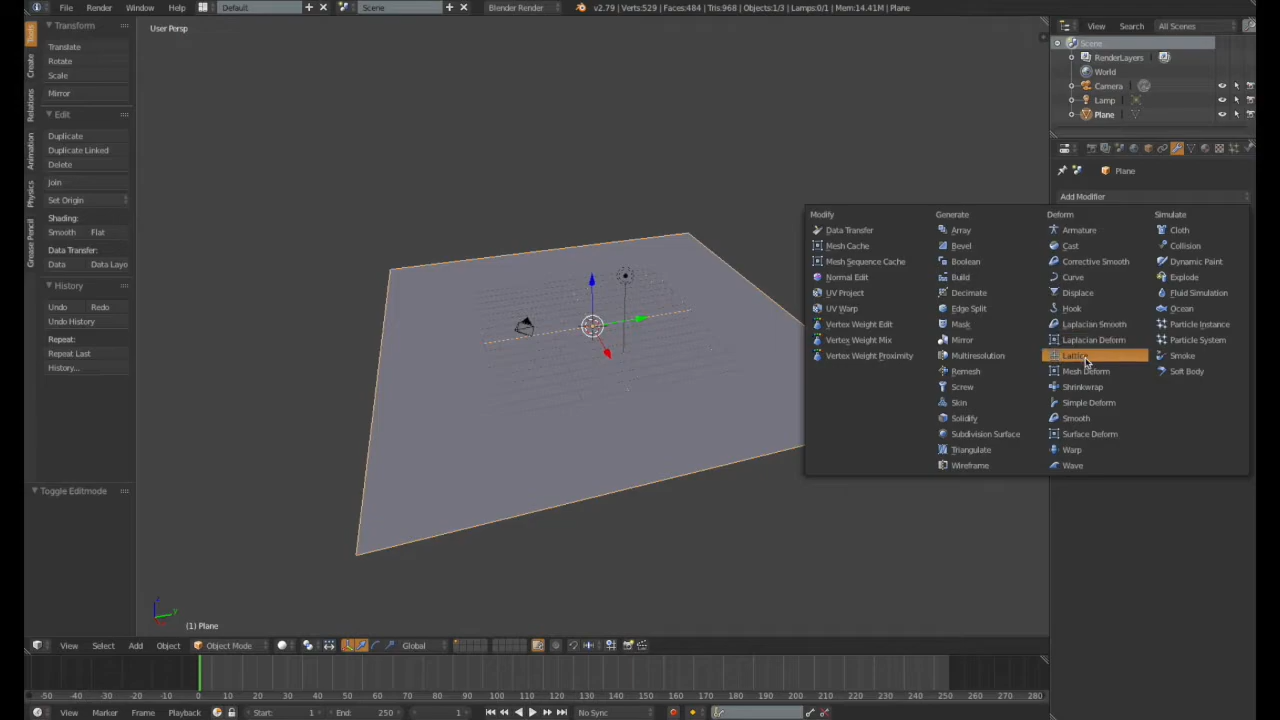 File Render Window Help Default Scene Blender Render v2.79 | Verts:529 | Faces:484 | Tris:968 | Objects:1/3 | Lamps:0/1 | Mem:14.41M | Plane
View Search All Scenes
Tools
Create
Relations
Animation
Physics
Grease Pencil
Transform
Translate
Rotate
Scale
Mirror
Edit
Duplicate
Duplicate Linked
Delete
Join
Set Origin
Shading:
Smooth Flat
Data Transfer:
Data Data Layo
History
Undo Redo
Undo History
Repeat:
Repeat Last
History...
Toggle Editmode
User Persp
z
y
(1) Plane
Scene
RenderLayers
World
Camera
Lamp
Plane
Plane
Add Modifier
Modify
Data Transfer
Mesh Cache
Mesh Sequence Cache
Normal Edit
UV Project
UV Warp
Vertex Weight Edit
Vertex Weight Mix
Vertex Weight Proximity
Generate
Array
Bevel
Boolean
Build
Decimate
Edge Split
Mask
Mirror
Multiresolution
Remesh
Screw
Skin
Solidify
Subdivision Surface
Triangulate
Wireframe
Deform
Armature
Cast
Corrective Smooth
Curve
Displace
Hook
Laplacian Smooth
Laplacian Deform
Lattice
Mesh Deform
Shrinkwrap
Simple Deform
Smooth
Surface Deform
Warp
Wave
Simulate
Cloth
Collision
Dynamic Paint
Explode
Fluid Simulation
Ocean
Particle Instance
Particle System
Smoke
Soft Body
View Select Add Object Object Mode Global
-50 -40 -30 -20 -10 0 10 20 30 40 50 60 70 80 90 100 110 120 130 140 150 160 170 180 190 200 210 220 230 240 250 260 270 280
View Marker Frame Playback Start: 1 End: 250 1 No Sync